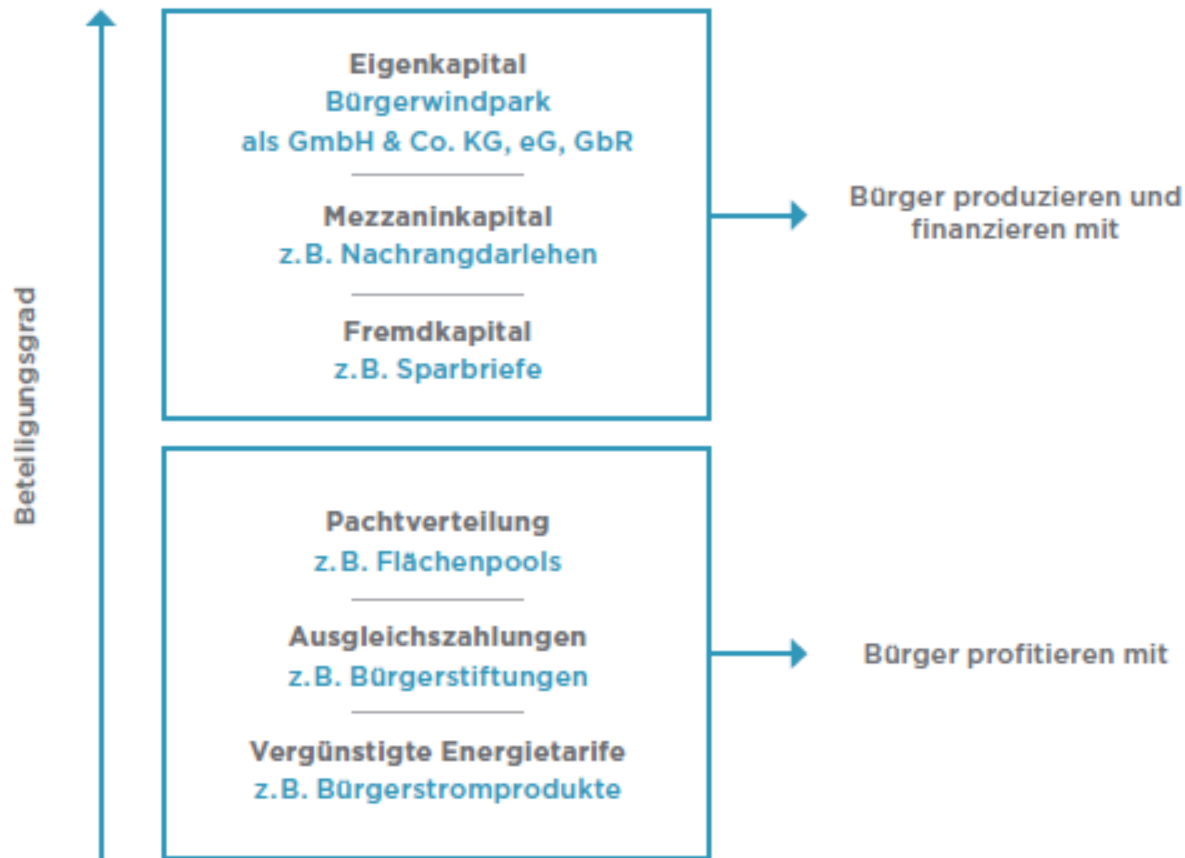 Beteiligungsgrad
Eigenkapital
Bürgerwindpark
als GmbH & Co. KG, eG, GbR
Mezzaninkapital
z.B. Nachrangdarlehen
Fremdkapital
z.B. Sparbriefe
Bürger produzieren und
finanzieren mit
Pachtverteilung
z.B. Flächenpools
Ausgleichszahlungen
z.B. Bürgerstiftungen
Vergünstigte Energietarife
z.B. Bürgerstromprodukte
Bürger profitieren mit